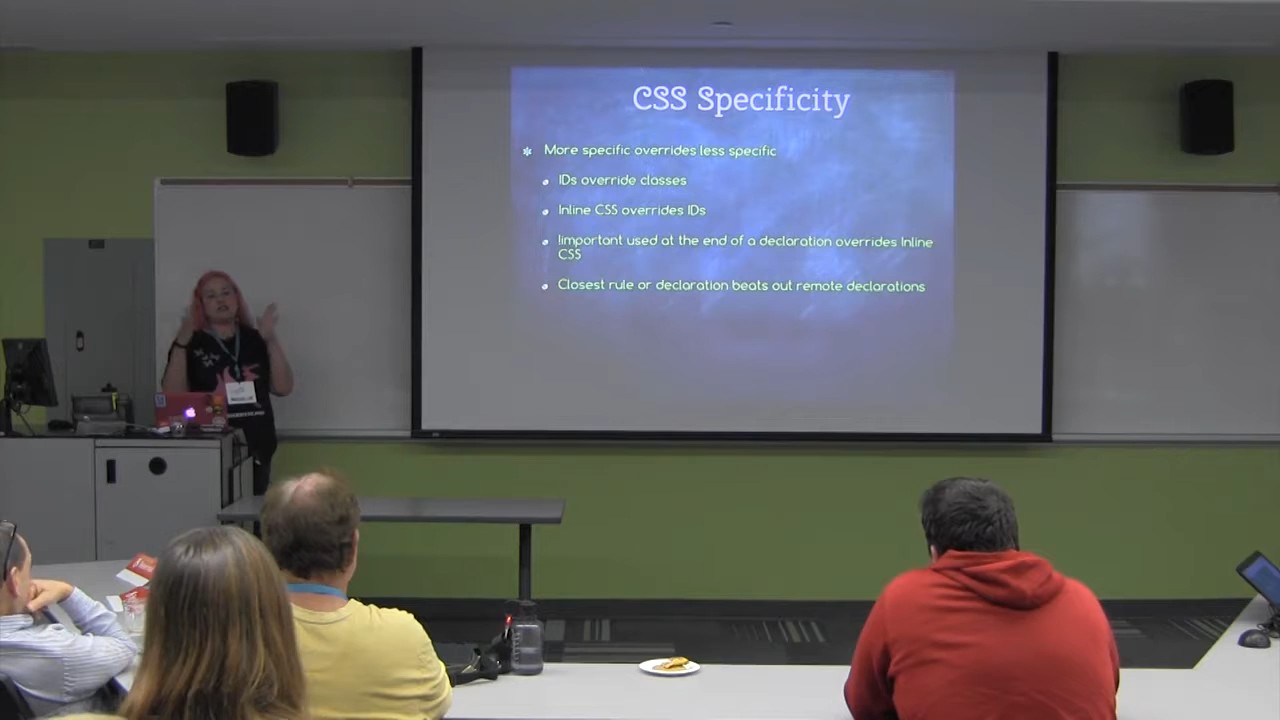 CSS Specificity
More specific overrides less specific
IDs override classes
Inline CSS overrides IDs
!important used at the end of a declaration overrides Inline
CSS
Closest rule or declaration beats out remote declarations